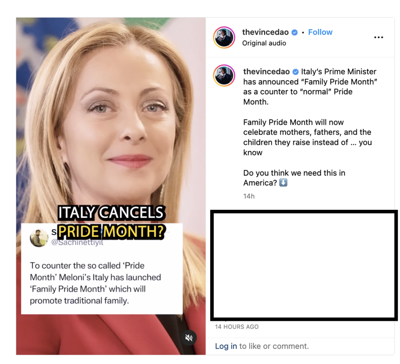 thevincedao • Follow
Original audio
thevincedao Italy's Prime Minister
has announced "Family Pride Month"
as a counter to "normal" Pride
Month.
Family Pride Month will now
celebrate mothers, fathers, and the
children they raise instead of ... you
know
Do you think we need this in
America? ⬇️
14h
ITALY CANCELS
PRIDE MONTH?
@Sachinettiyil
To counter the so called 'Pride
Month' Meloni's Italy has launched
'Family Pride Month' which will
promote traditional family.
14 HOURS AGO
Log in to like or comment.